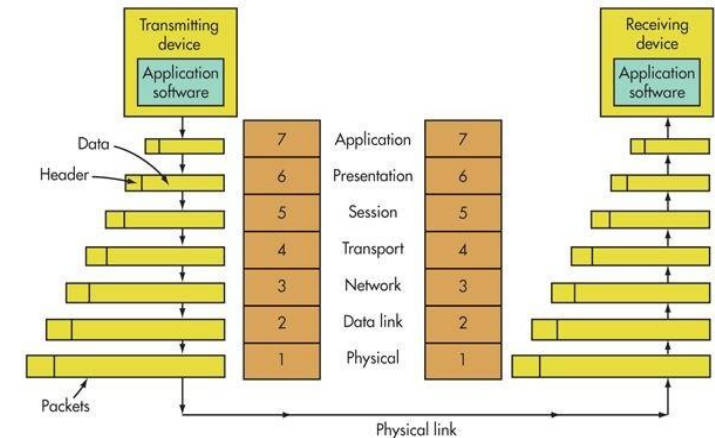 Transmitting
device
Application
software
Receiving
device
Application
software
Data
Header
7 Application 7
6 Presentation 6
5 Session 5
4 Transport 4
3 Network 3
2 Data link 2
1 Physical 1
Packets
Physical link